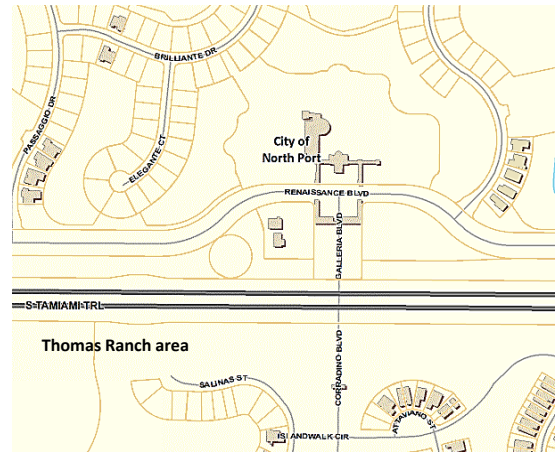 BRILLIANTE DR
PASSAGGIO DR
ELEGANTE CT
City of
North Port
RENAISSANCE BLVD
GALLERIA BLVD
S TAMIAMI TRL
Thomas Ranch area
CORRADINO BLVD
SALINAS ST
ISLANDWALK CIR
ATTAVIANO ST